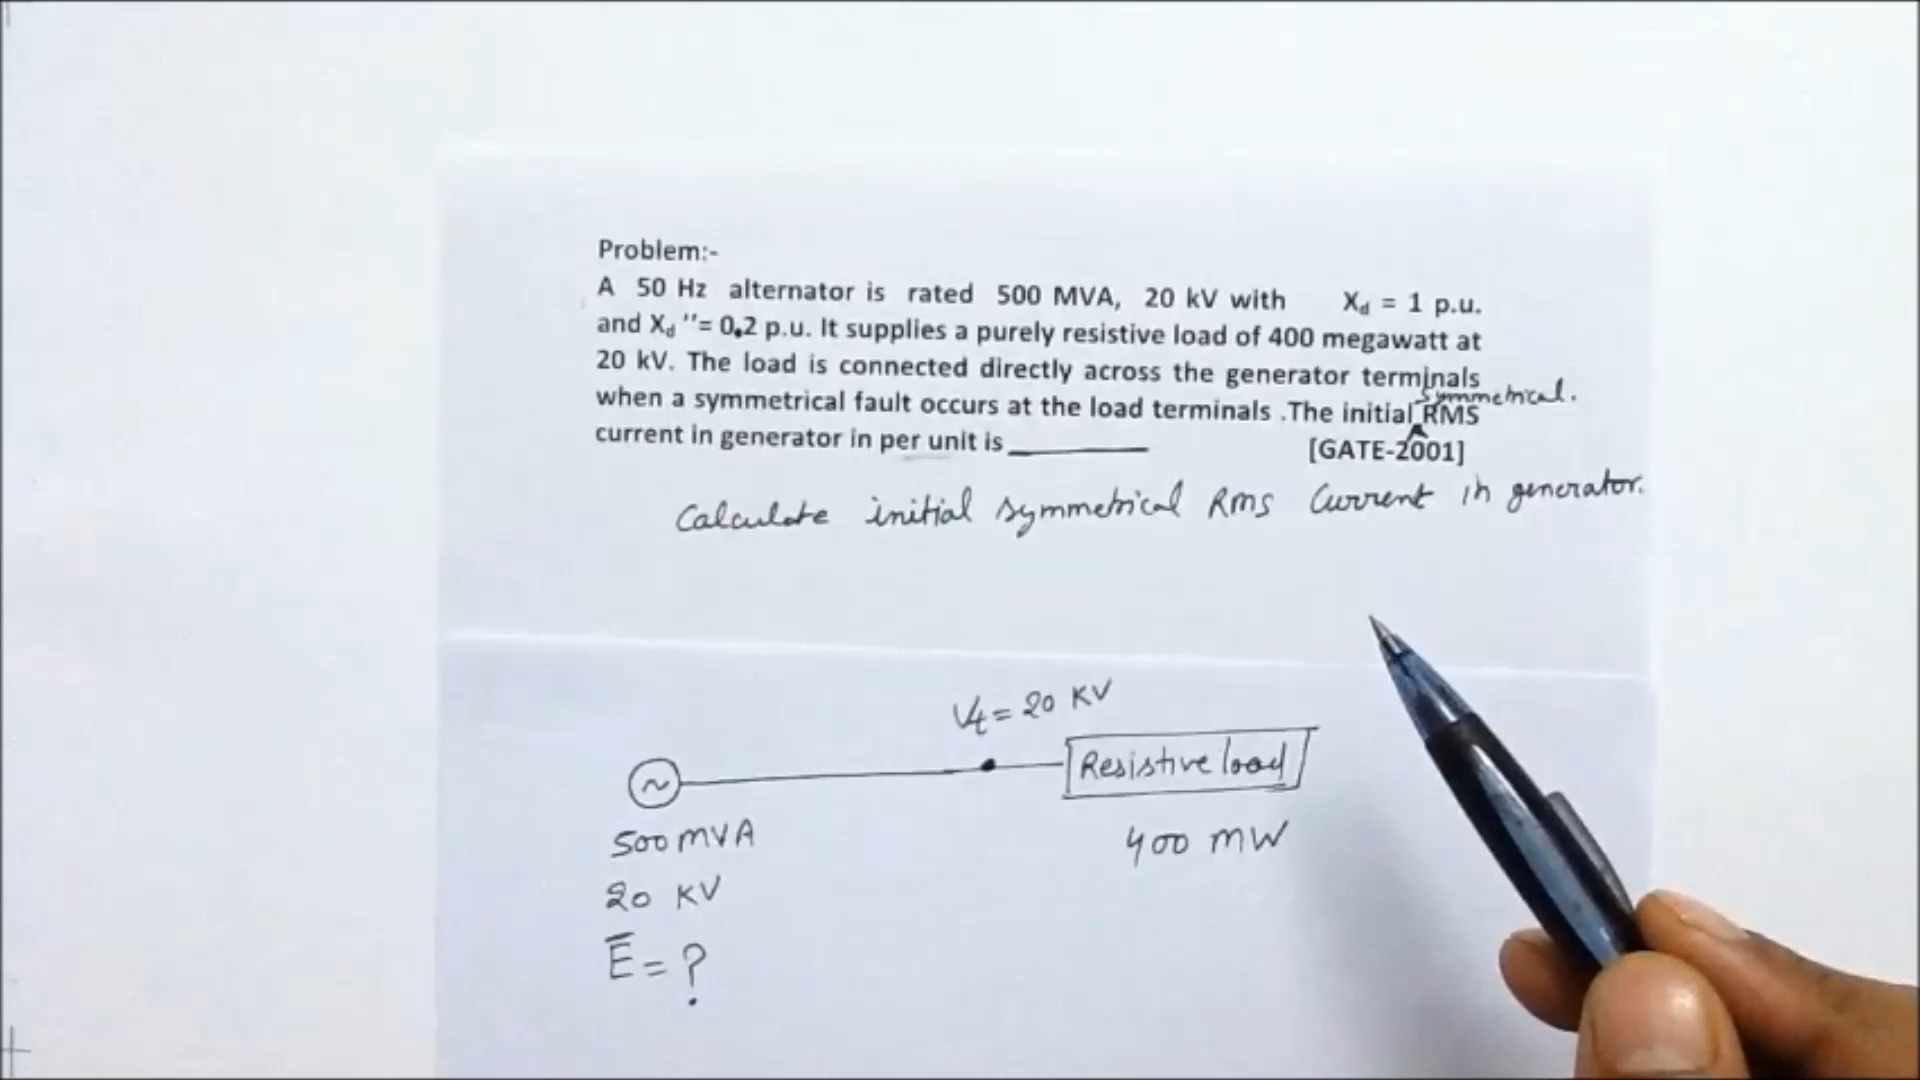 Problem:-
A 50 Hz alternator is rated 500 MVA, 20 kV with Xd = 1 p.u.
and Xd ''= 0.2 p.u. It supplies a purely resistive load of 400 megawatt at
20 kV. The load is connected directly across the generator terminals
symmetrical.
when a symmetrical fault occurs at the load terminals .The initial RMS
current in generator in per unit is ________ [GATE-2001]
Calculate initial symmetrical Rms Current in generator.
Vt = 20 KV
~ Resistive load
500 MVA 400 MW
20 KV
E̅ = ?